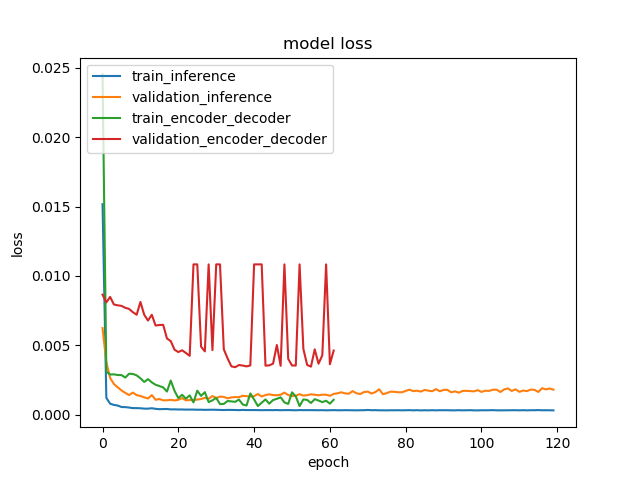 model loss
train_inference
validation_inference
train_encoder_decoder
validation_encoder_decoder
loss
0.025
0.020
0.015
0.010
0.005
0.000
0 20 40 60 80 100 120
epoch